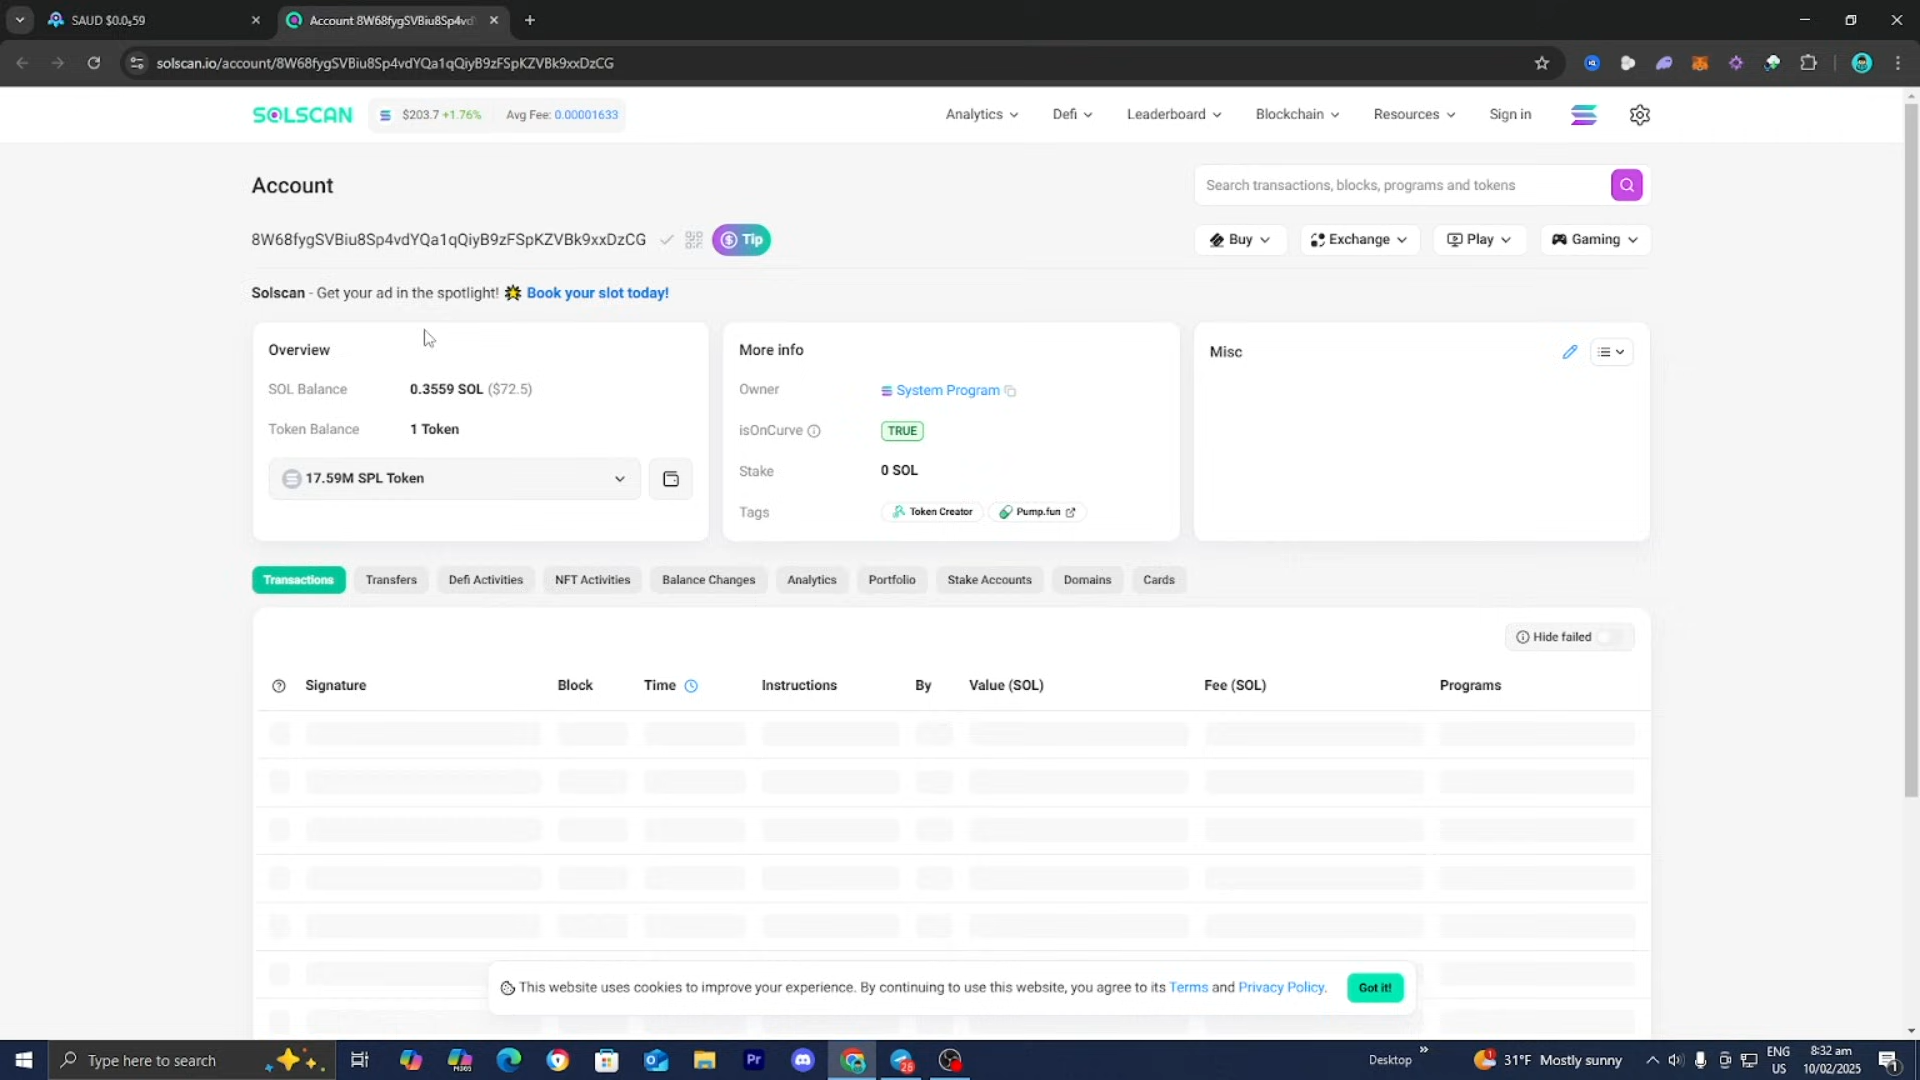 SAUD $0.0₅59
Account 8W68fygSVBiu8Sp4vd
solscan.io/account/8W68fygSVBiu8Sp4vdYQa1qQiyB9zFSpKZVBk9xxDzCG
SOLSCAN
$203.7 +1.76%
Avg Fee: 0.00001633
Analytics
Defi
Leaderboard
Blockchain
Resources
Sign in
Account
Search transactions, blocks, programs and tokens
8W68fygSVBiu8Sp4vdYQa1qQiyB9zFSpKZVBk9xxDzCG
Tip
Buy
Exchange
Play
Gaming
Solscan - Get your ad in the spotlight! Book your slot today!
Overview
SOL Balance 0.3559 SOL ($72.5)
Token Balance 1 Token
17.59M SPL Token
More info
Owner System Program
isOnCurve TRUE
Stake 0 SOL
Tags Token Creator Pump.fun
Misc
Transactions
Transfers
Defi Activities
NFT Activities
Balance Changes
Analytics
Portfolio
Stake Accounts
Domains
Cards
Hide failed
Signature Block Time Instructions By Value (SOL) Fee (SOL) Programs
This website uses cookies to improve your experience. By continuing to use this website, you agree to its Terms and Privacy Policy.
Got it!
Type here to search
M365
Pr
26
Desktop
31°F Mostly sunny
ENG
US
8:32 am
10/02/2025
1